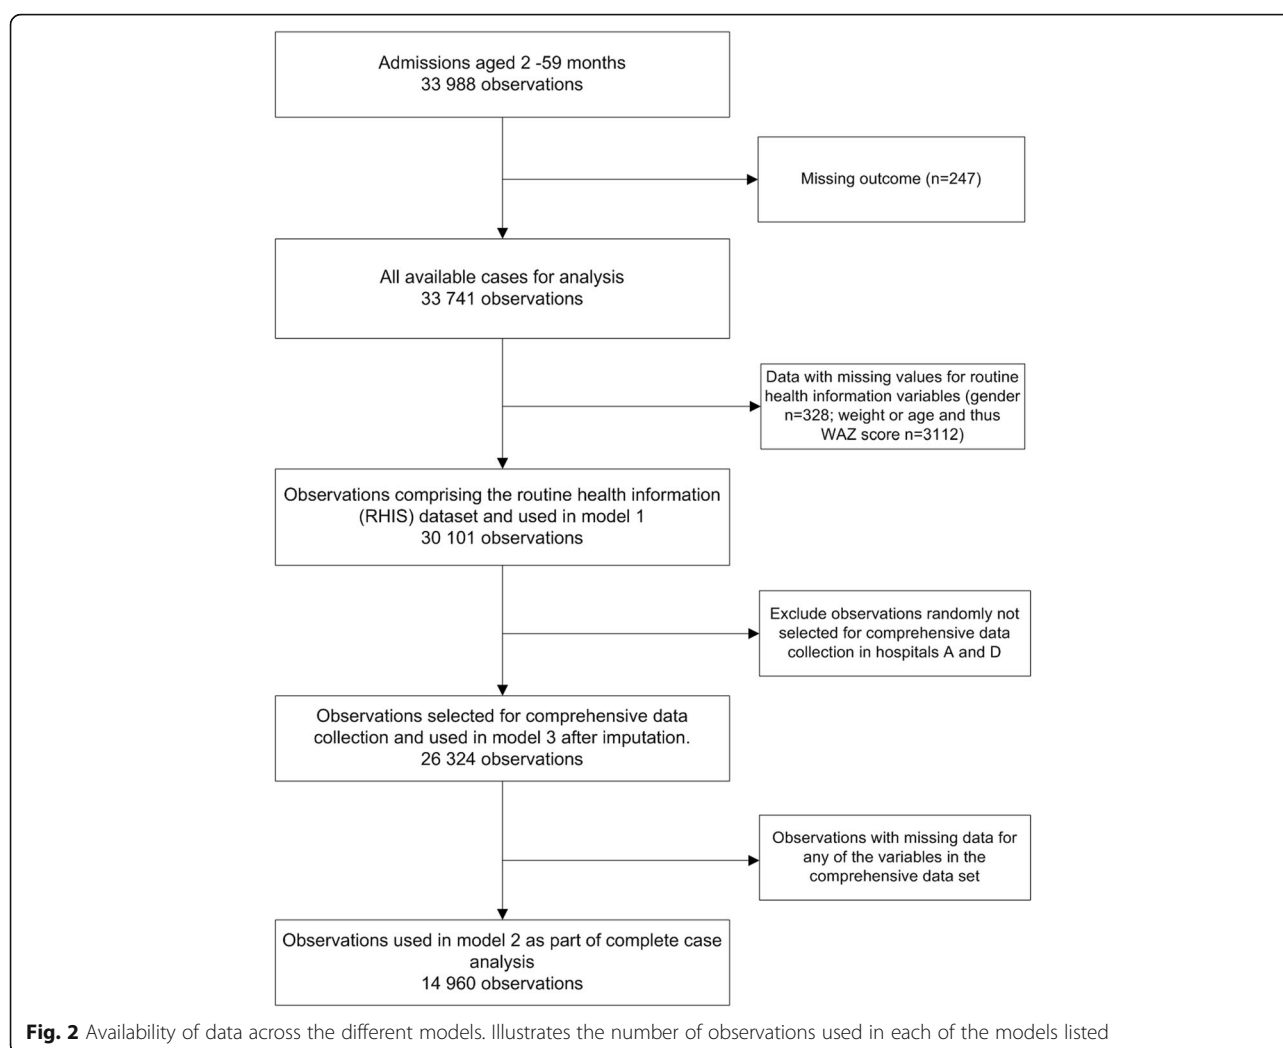 Admissions aged 2 -59 months
33 988 observations
Missing outcome (n=247)
All available cases for analysis
33 741 observations
Data with missing values for routine
health information variables (gender
n=328; weight or age and thus
WAZ score n=3112)
Observations comprising the routine health information
(RHIS) dataset and used in model 1
30 101 observations
Exclude observations randomly not
selected for comprehensive data
collection in hospitals A and D
Observations selected for comprehensive data
collection and used in model 3 after imputation.
26 324 observations
Observations with missing data for
any of the variables in the
comprehensive data set
Observations used in model 2 as part of complete case
analysis
14 960 observations
Fig. 2 Availability of data across the different models. Illustrates the number of observations used in each of the models listed